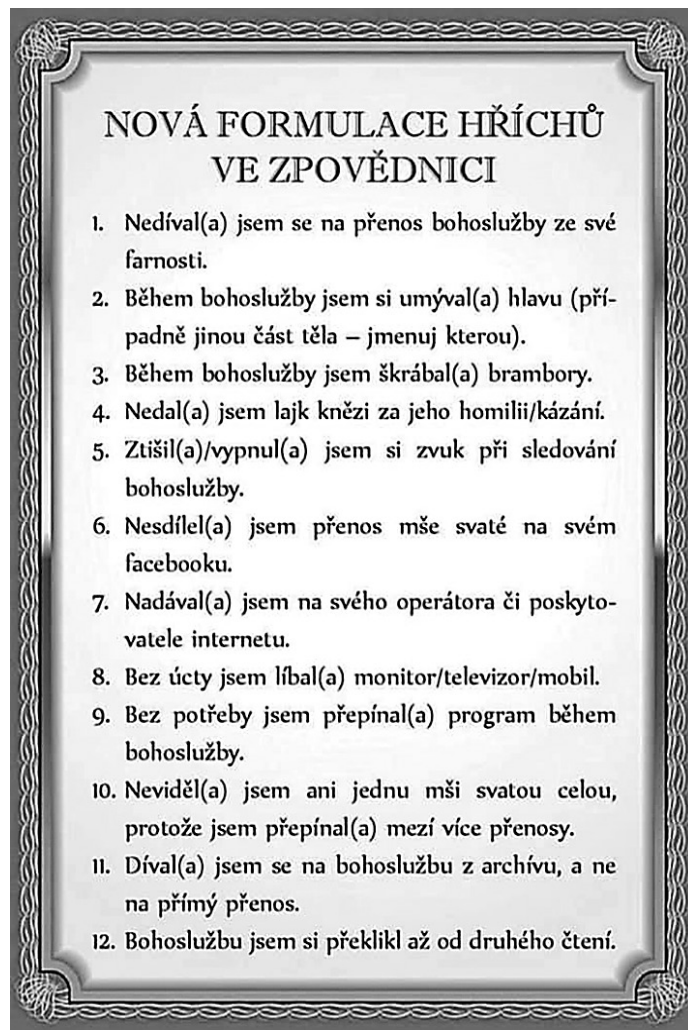 NOVÁ FORMULACE HŘÍCHŮ
VE ZPOVĚDNICI
1. Nedíval(a) jsem se na přenos bohoslužby ze své
farnosti.
2. Během bohoslužby jsem si umýval(a) hlavu (pří-
padně jinou část těla – jmenuj kterou).
3. Během bohoslužby jsem škrábal(a) brambory.
4. Nedal(a) jsem lajk knězi za jeho homilii/kázání.
5. Ztišil(a)/vypnul(a) jsem si zvuk při sledování
bohoslužby.
6. Nesdílel(a) jsem přenos mše svaté na svém
facebooku.
7. Nadával(a) jsem na svého operátora či poskyto-
vatele internetu.
8. Bez úcty jsem líbal(a) monitor/televizor/mobil.
9. Bez potřeby jsem přepínal(a) program během
bohoslužby.
10. Neviděl(a) jsem ani jednu mši svatou celou,
protože jsem přepínal(a) mezí více přenosy.
11. Díval(a) jsem se na bohoslužbu z archívu, a ne
na přímý přenos.
12. Bohoslužbu jsem si překlikl až od druhého čtení.